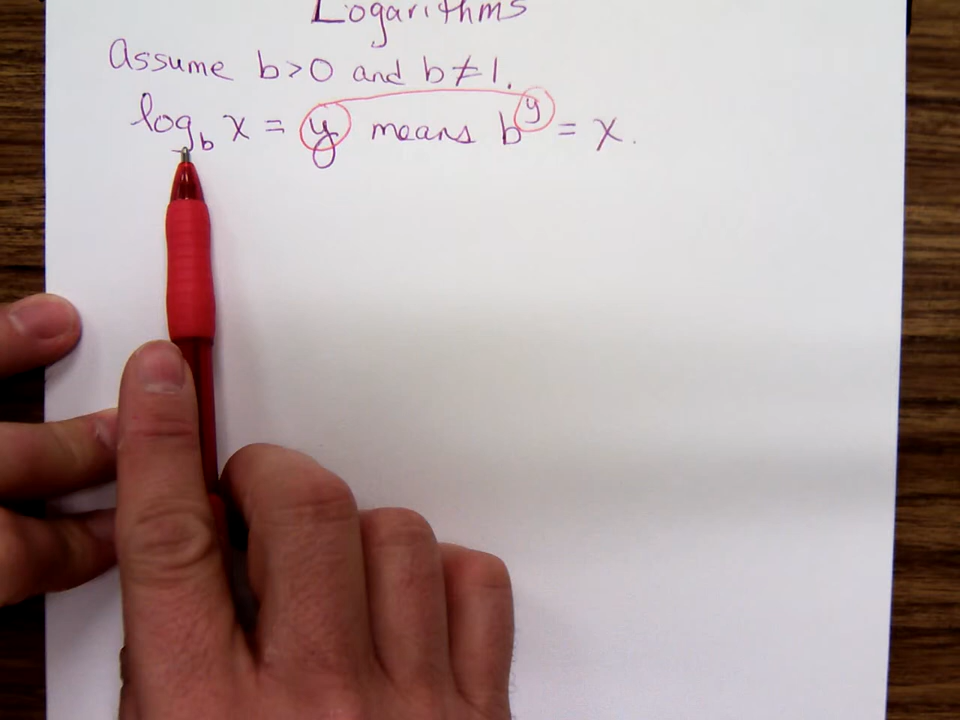 Logarithms
Assume b>0 and b≠1.
log_b x = y means b^y = x.